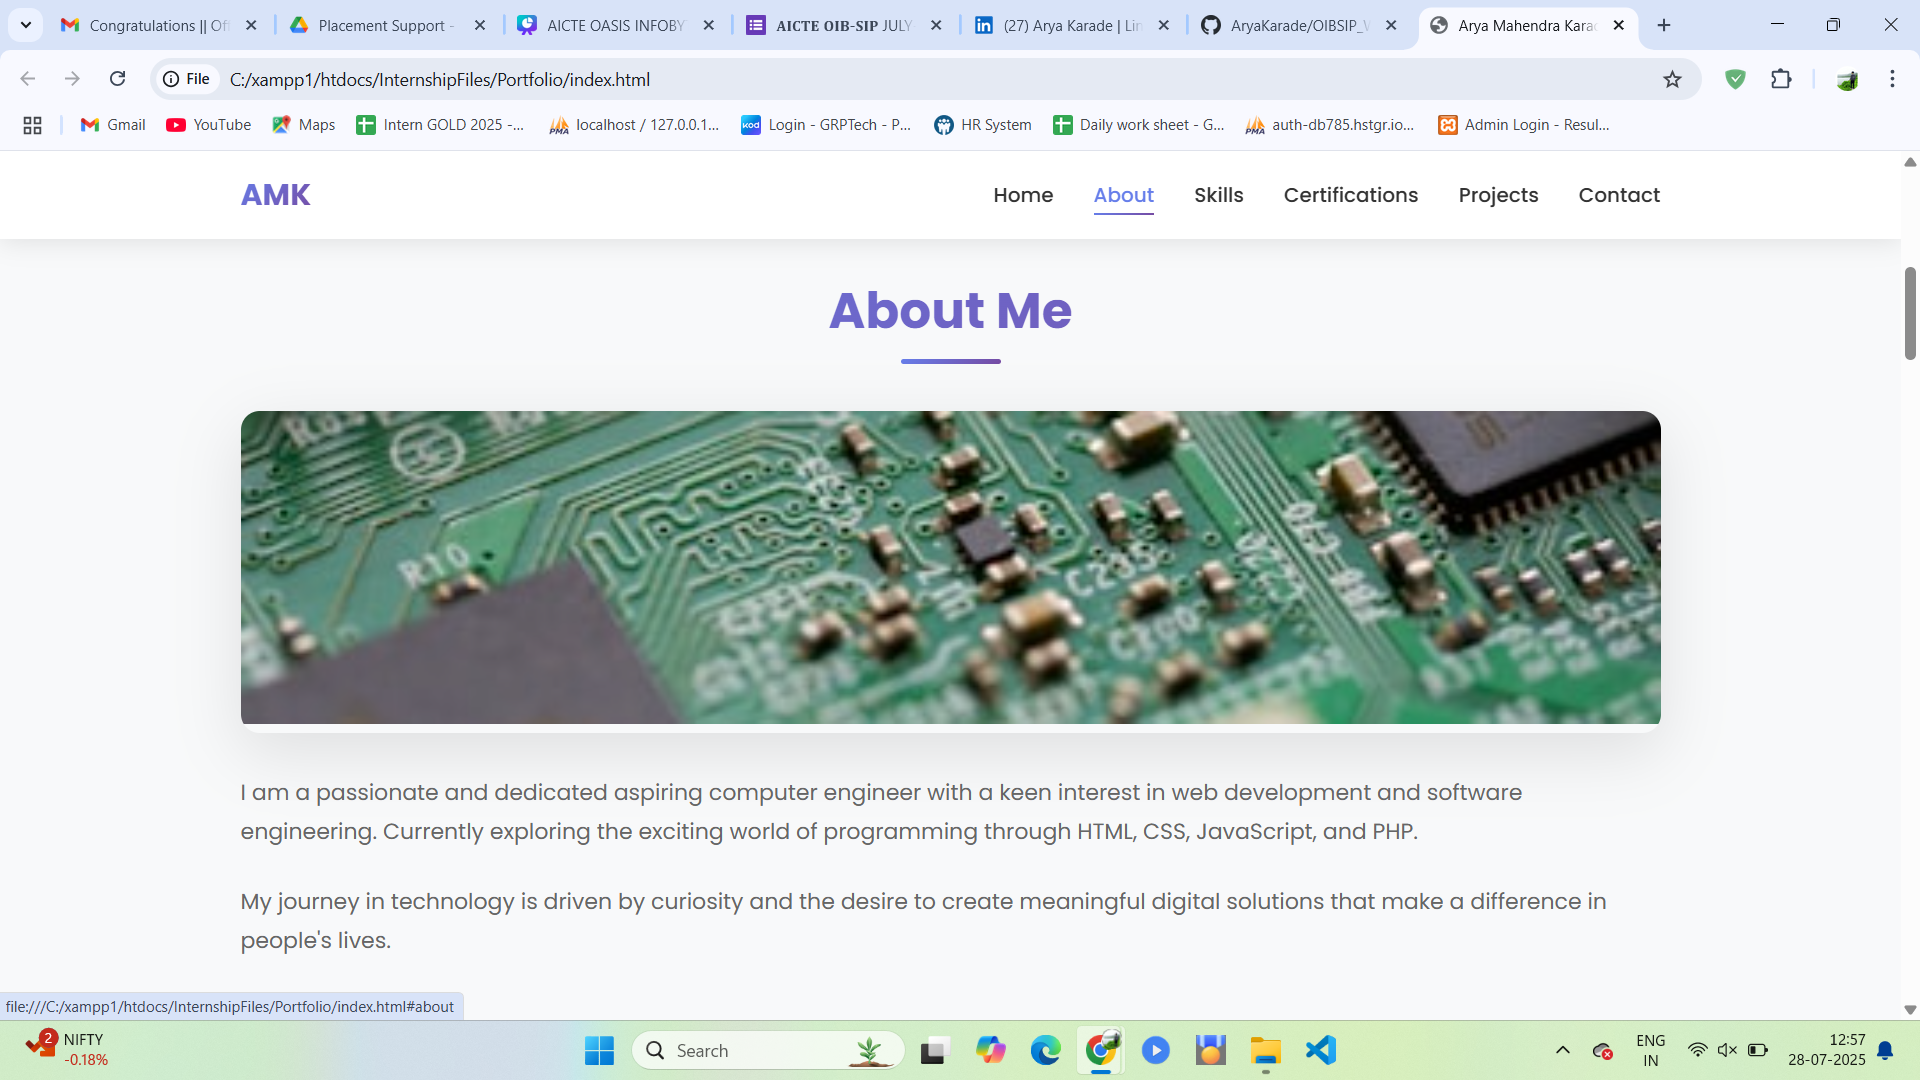 Congratulations || Of
Placement Support -
AICTE OASIS INFOBY
AICTE OIB-SIP JULY
(27) Arya Karade | Lin
AryaKarade/OIBSIP_W
Arya Mahendra Karad
File
C:/xampp1/htdocs/InternshipFiles/Portfolio/index.html
Gmail
YouTube
Maps
Intern GOLD 2025 -...
localhost / 127.0.0.1...
Login - GRPTech - P...
HR System
Daily work sheet - G...
auth-db785.hstgr.io...
Admin Login - Resul...
AMK
Home
About
Skills
Certifications
Projects
Contact
About Me
R10
I am a passionate and dedicated aspiring computer engineer with a keen interest in web development and software
engineering. Currently exploring the exciting world of programming through HTML, CSS, JavaScript, and PHP.
My journey in technology is driven by curiosity and the desire to create meaningful digital solutions that make a difference in
people's lives.
file:///C:/xampp1/htdocs/InternshipFiles/Portfolio/index.html#about
2
NIFTY
-0.18%
Search
ENG
IN
12:57
28-07-2025